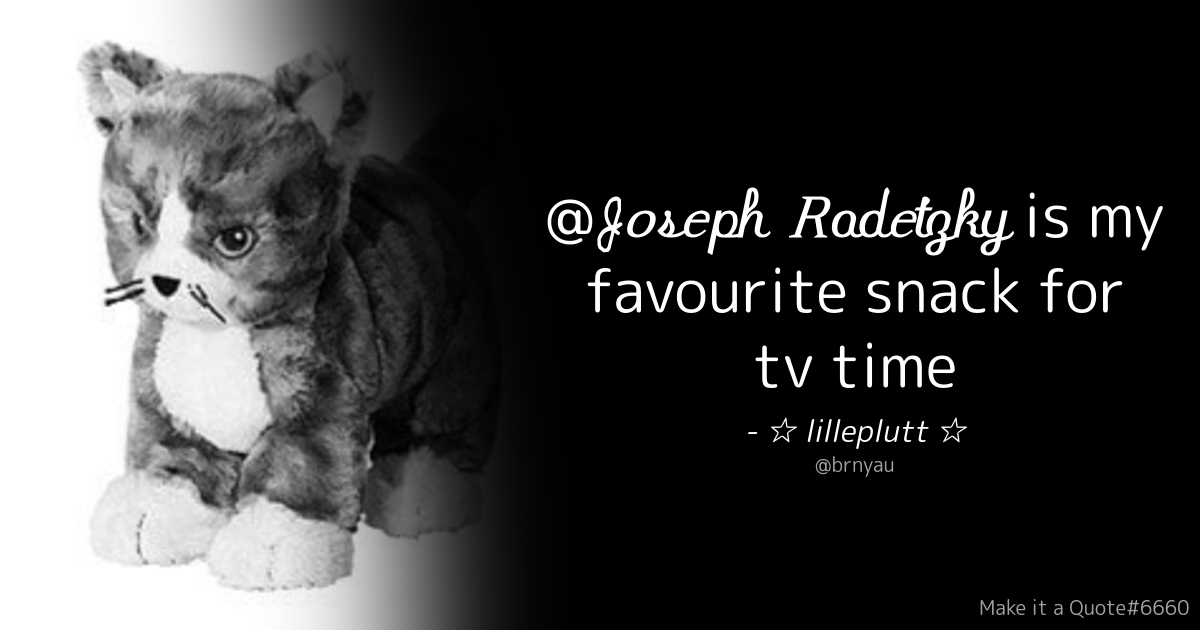 @𝒥𝑜𝓈𝑒𝓅𝒽 𝑅𝒶𝒹𝑒𝓉𝓏𝓀𝓎 is my
favourite snack for
tv time
- ☆ lilleplutt ☆
@brnyau
Make it a Quote#6660